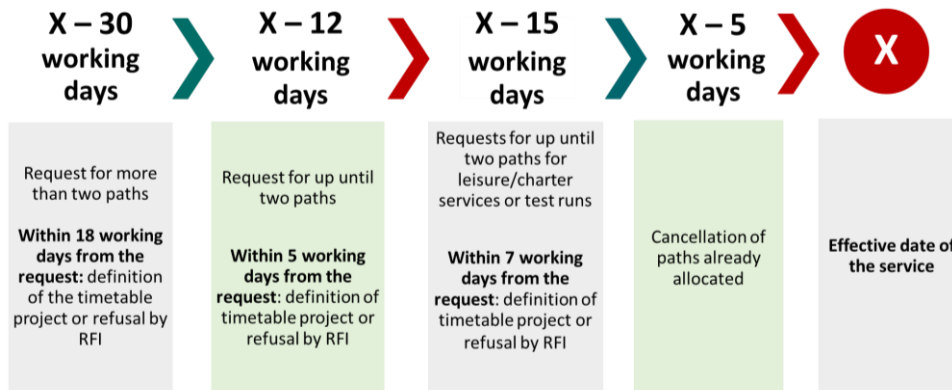 X – 30
working
days
X – 12
working
days
X – 15
working
days
X – 5
working
days
X
Request for more
than two paths
Within 18 working
days from the
request: definition
of the timetable
project or refusal by
RFI
Request for up until
two paths
Within 5 working
days from the
request: definition of
timetable project or
refusal by RFI
Requests for up until
two paths for
leisure/charter
services or test runs
Within 7 working
days from the
request: definition of
timetable project or
refusal by RFI
Cancellation of
paths already
allocated
Effective date of
the service